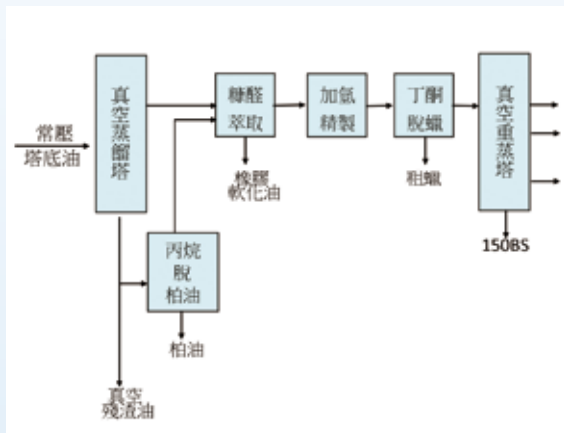 常壓
塔底油
真空蒸餾塔
糠醛
萃取
加氫
精製
丁酮
脫蠟
真空重蒸塔
橡膠
軟化油
粗蠟
150BS
丙烷
脫
柏油
柏油
真空
殘渣油